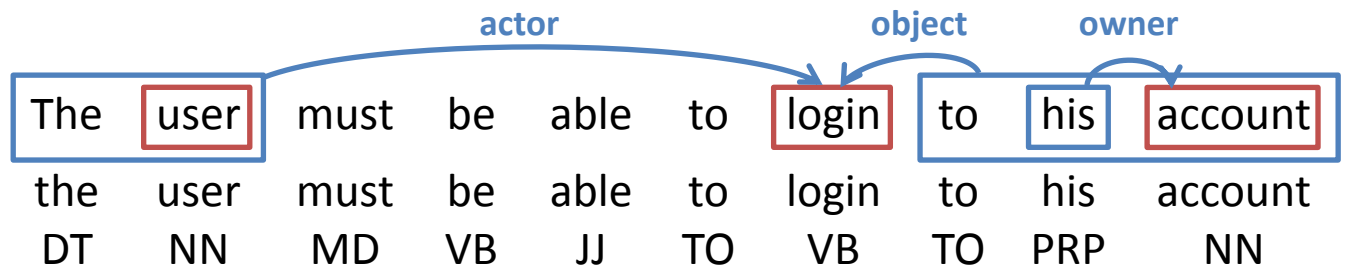 actor object owner
The user must be able to login to his account
the user must be able to login to his account
DT NN MD VB JJ TO VB TO PRP NN